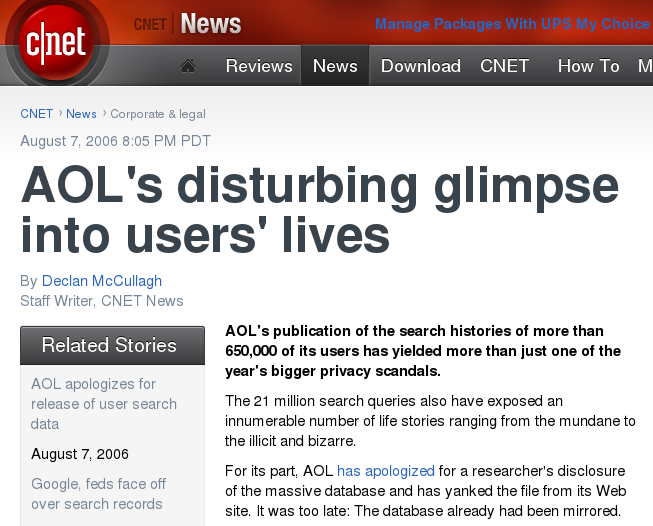 c|net
CNET | News
Manage Packages With UPS My Choice
Reviews News Download CNET How To M
CNET › News › Corporate & legal
August 7, 2006 8:05 PM PDT
AOL's disturbing glimpse
into users' lives
By Declan McCullagh
Staff Writer, CNET News
Related Stories
AOL apologizes for
release of user search
data
August 7, 2006
Google, feds face off
over search records
AOL's publication of the search histories of more than
650,000 of its users has yielded more than just one of the
year's bigger privacy scandals.
The 21 million search queries also have exposed an
innumerable number of life stories ranging from the mundane to
the illicit and bizarre.
For its part, AOL has apologized for a researcher's disclosure
of the massive database and has yanked the file from its Web
site. It was too late: The database already had been mirrored.